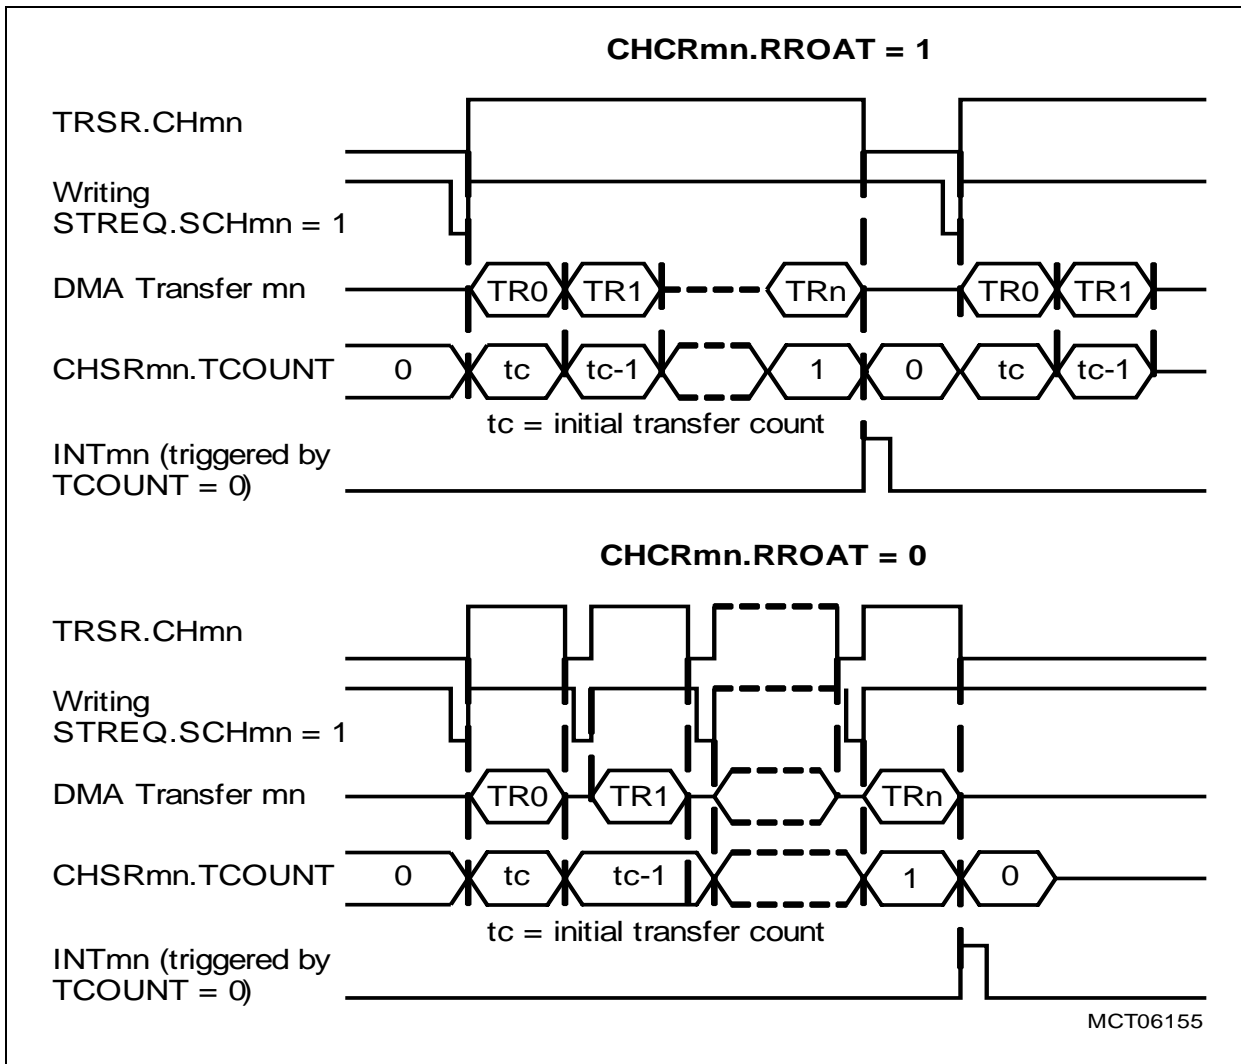 CHCRmn.RROAT = 1
TRSR.CHmn
Writing
STREQ.SCHmn = 1
DMA Transfer mn
TR0 TR1 TRn TR0 TR1
CHSRmn.TCOUNT
0 tc tc-1 1 0 tc tc-1
tc = initial transfer count
INTmn (triggered by
TCOUNT = 0)
CHCRmn.RROAT = 0
TRSR.CHmn
Writing
STREQ.SCHmn = 1
DMA Transfer mn
TR0 TR1 TRn
CHSRmn.TCOUNT
0 tc tc-1 1 0
tc = initial transfer count
INTmn (triggered by
TCOUNT = 0)
MCT06155